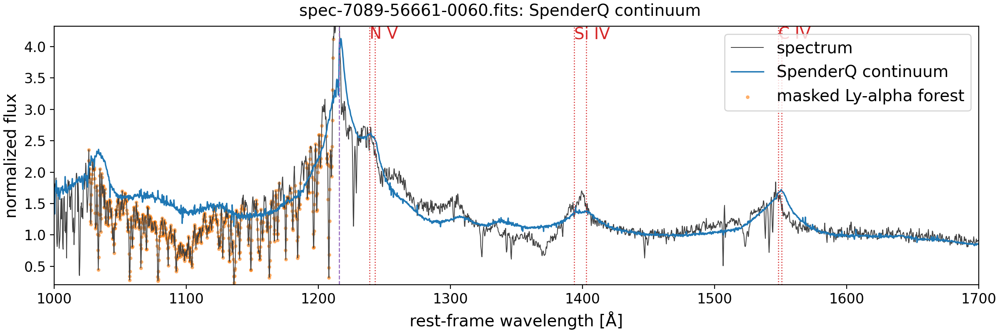 spec-7089-56661-0060.fits: SpenderQ continuum
N V
Si IV
C IV
spectrum
SpenderQ continuum
masked Ly-alpha forest
normalized flux
4.0
3.5
3.0
2.5
2.0
1.5
1.0
0.5
1000
1100
1200
1300
1400
1500
1600
1700
rest-frame wavelength [Å]